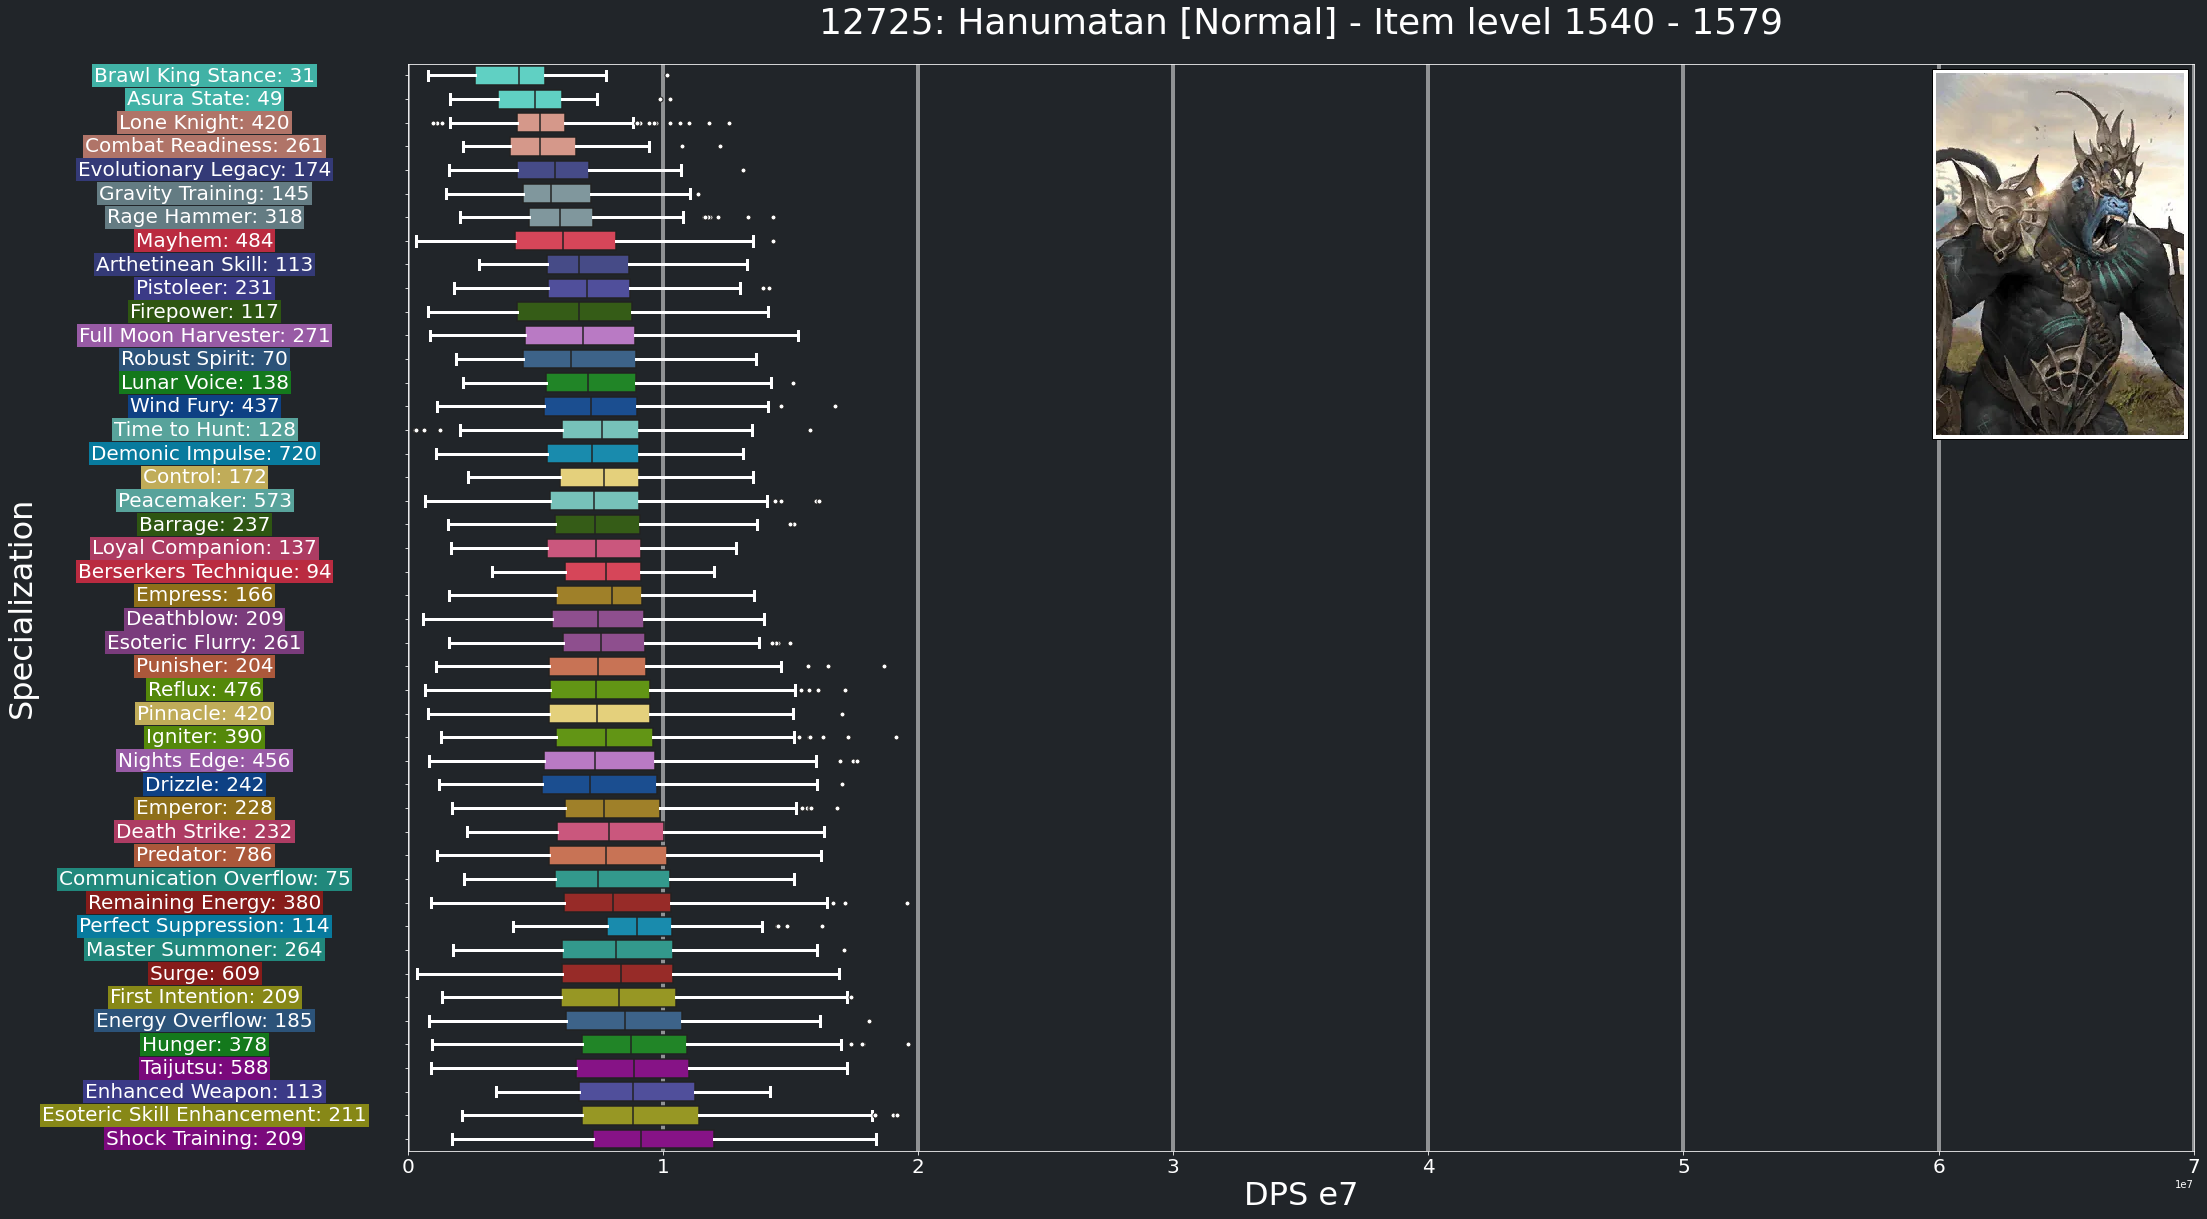 12725: Hanumatan [Normal] - Item level 1540 - 1579
Specialization
Brawl King Stance: 31
Asura State: 49
Lone Knight: 420
Combat Readiness: 261
Evolutionary Legacy: 174
Gravity Training: 145
Rage Hammer: 318
Mayhem: 484
Arthetinean Skill: 113
Pistoleer: 231
Firepower: 117
Full Moon Harvester: 271
Robust Spirit: 70
Lunar Voice: 138
Wind Fury: 437
Time to Hunt: 128
Demonic Impulse: 720
Control: 172
Peacemaker: 573
Barrage: 237
Loyal Companion: 137
Berserkers Technique: 94
Empress: 166
Deathblow: 209
Esoteric Flurry: 261
Punisher: 204
Reflux: 476
Pinnacle: 420
Igniter: 390
Nights Edge: 456
Drizzle: 242
Emperor: 228
Death Strike: 232
Predator: 786
Communication Overflow: 75
Remaining Energy: 380
Perfect Suppression: 114
Master Summoner: 264
Surge: 609
First Intention: 209
Energy Overflow: 185
Hunger: 378
Taijutsu: 588
Enhanced Weapon: 113
Esoteric Skill Enhancement: 211
Shock Training: 209
0 1 2 3 4 5 6 7
DPS e7
1e7